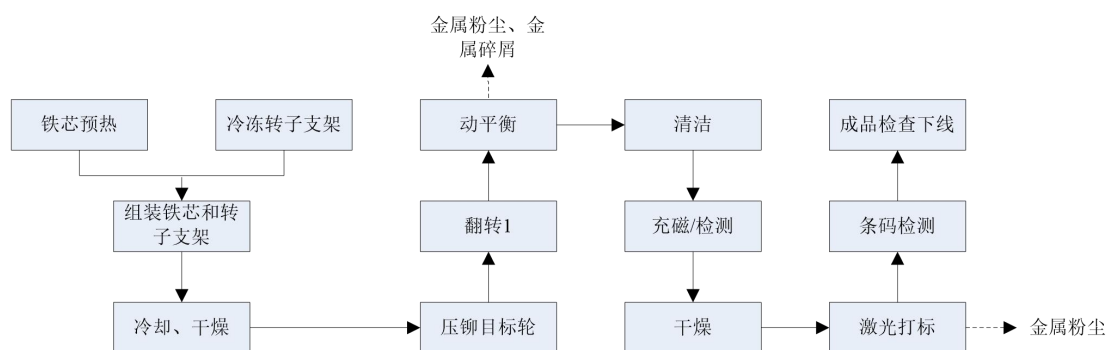 金属粉尘、金
属碎屑
铁芯预热
冷冻转子支架
动平衡
清洁
成品检查下线
组装铁芯和转
子支架
翻转1
充磁/检测
条码检测
冷却、干燥
压铆目标轮
干燥
激光打标
金属粉尘